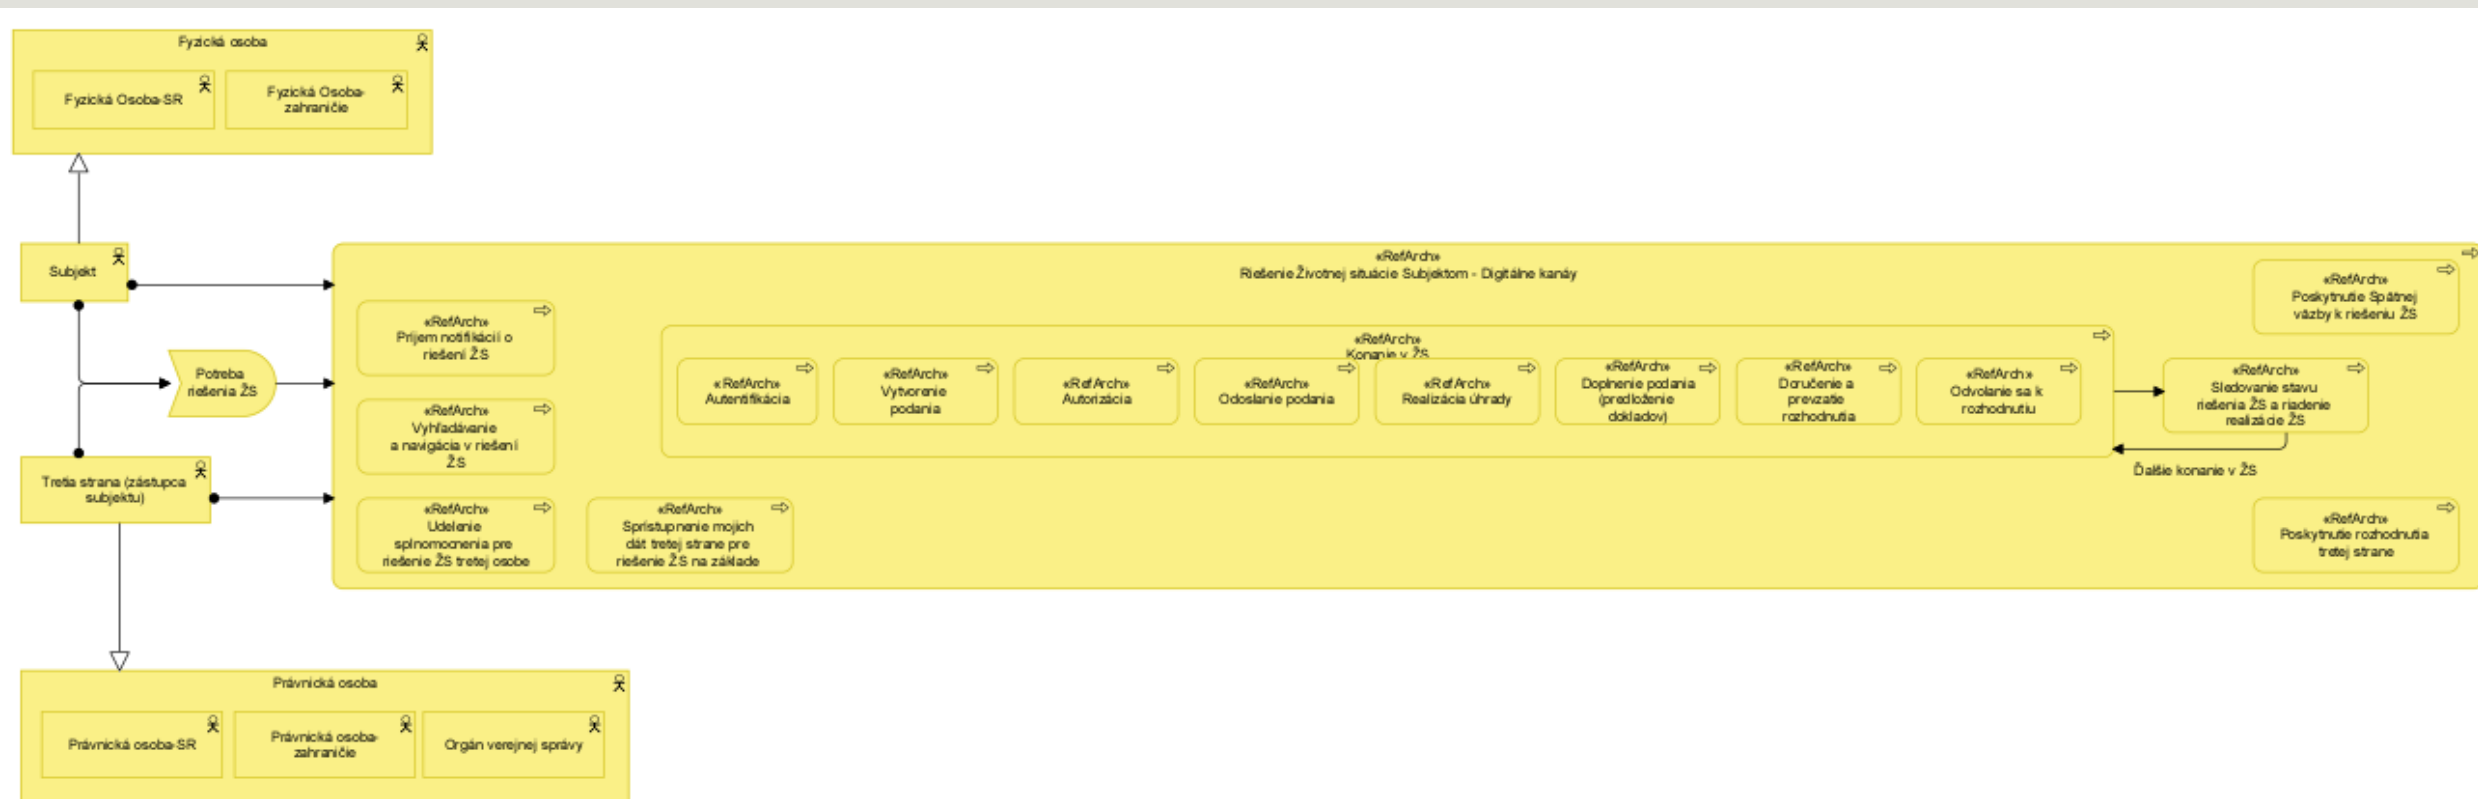 Fyzická osoba
Fyzická Osoba-SR
Fyzická Osoba-
zahraničie
Subjekt
Potreba
riešenia ŽS
Tretia strana (zástupca
subjektu)
«RefArch»
Riešenie Životnej situácie Subjektom - Digitálne kanáy
«RefArch»
Príjem notifikácií o
riešení ŽS
«RefArch»
Vyhľadávanie
a navigácia v riešení
ŽS
«RefArch»
Udelenie
splnomocnenia pre
riešenie ŽS tretej osobe
«RefArch»
Sprístupnenie mojich
dát tretej strane pre
riešenie ŽS na základe
«RefArch»
Konanie v ŽS
«RefArch»
Autentifikácia
«RefArch»
Vytvorenie
podania
«RefArch»
Autorizácia
«RefArch»
Odoslanie podania
«RefArch»
Realizácia úhrady
«RefArch»
Doplnenie podania
(predloženie
dokladov)
«RefArch»
Doručenie a
prevzatie
rozhodnutia
«RefArch»
Odvolanie sa k
rozhodnutiu
«RefArch»
Poskytnutie Spätnej
väzby k riešeniu ŽS
«RefArch»
Sledovanie stavu
riešenia ŽS a riadenie
realizácie ŽS
Ďalšie konanie v ŽS
«RefArch»
Poskytnutie rozhodnutia
tretej strane
Právnická osoba
Právnická osoba-SR
Právnická osoba-
zahraničie
Orgán verejnej správy